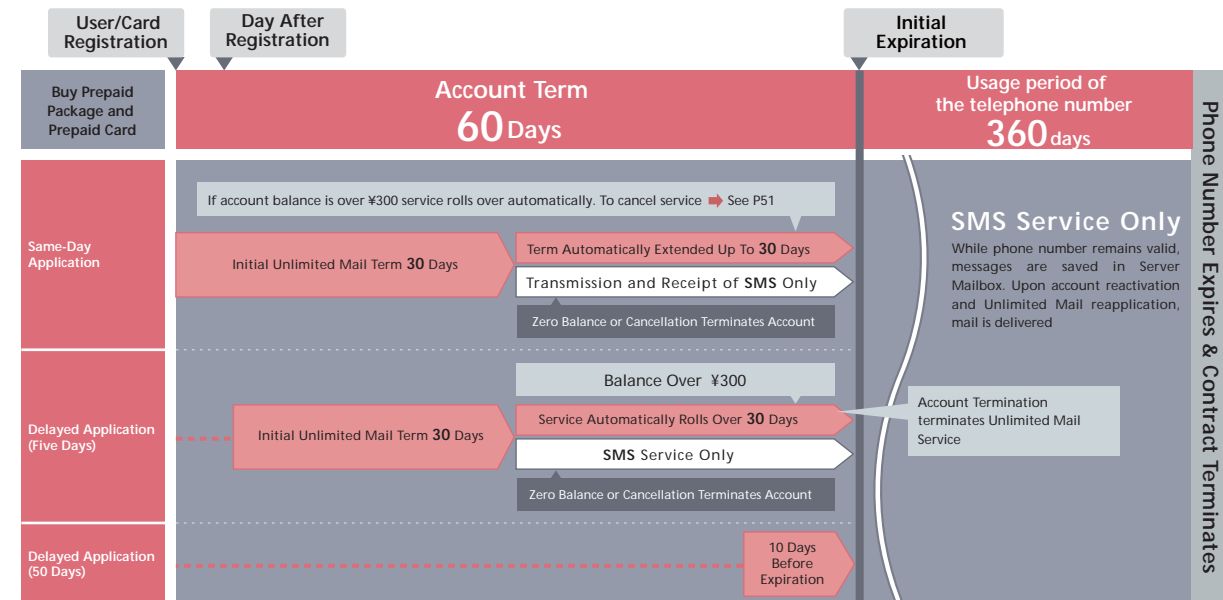 User/Card
Registration
Day After
Registration
Initial
Expiration
Buy Prepaid
Package and
Prepaid Card
Account Term
60 Days
Usage period of
the telephone number
360 days
Phone Number Expires & Contract Terminates
If account balance is over ¥300 service rolls over automatically. To cancel service ➡ See P51
Same-Day
Application
Initial Unlimited Mail Term 30 Days
Term Automatically Extended Up To 30 Days
Transmission and Receipt of SMS Only
Zero Balance or Cancellation Terminates Account
SMS Service Only
While phone number remains valid,
messages are saved in Server
Mailbox. Upon account reactivation
and Unlimited Mail reapplication,
mail is delivered
Balance Over ¥300
Delayed Application
(Five Days)
Initial Unlimited Mail Term 30 Days
Service Automatically Rolls Over 30 Days
SMS Service Only
Zero Balance or Cancellation Terminates Account
Account Termination
terminates Unlimited Mail
Service
Delayed Application
(50 Days)
10 Days
Before
Expiration